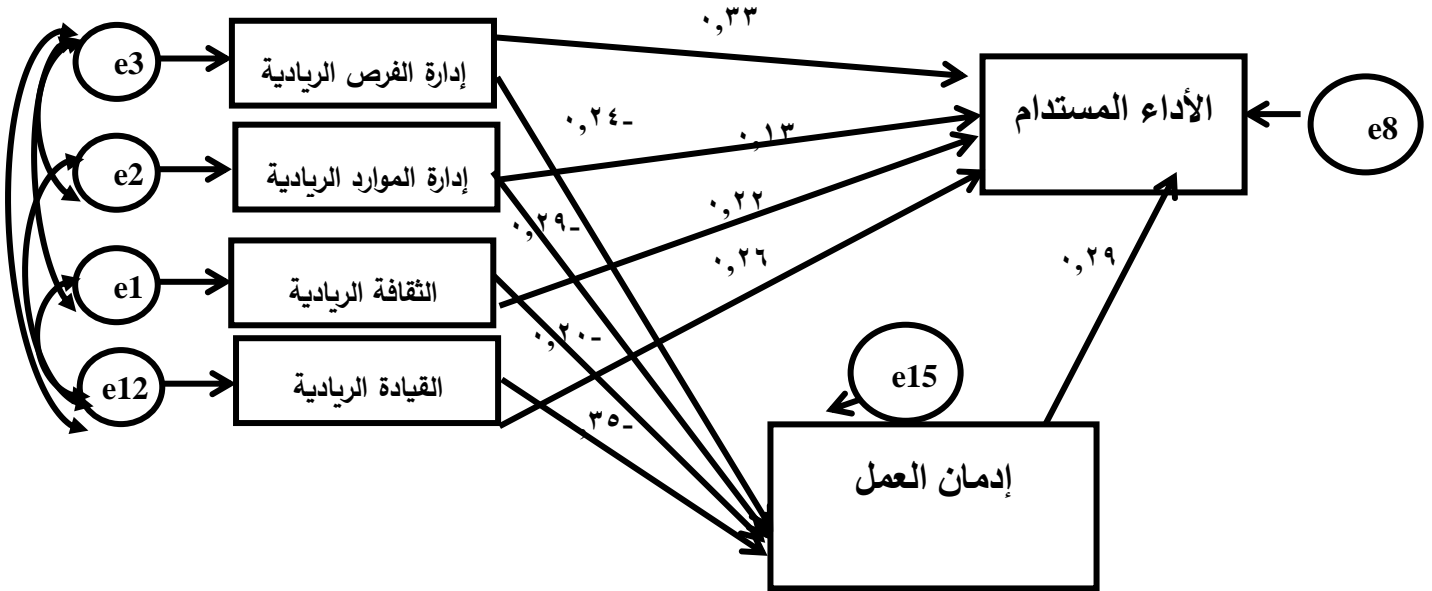 ٠,٣٣
e3
إدارة الفرص الريادية
الأداء المستدام
e8
٠,٢٤-
٠,١٣
e2
إدارة الموارد الريادية
٠,٢٩-
٠,٢٢
٠,٢٦
٠,٢٩
e1
الثقافة الريادية
٠,٢٠-
e12
القيادة الريادية
e15
٠,٣٥-
إدمان العمل